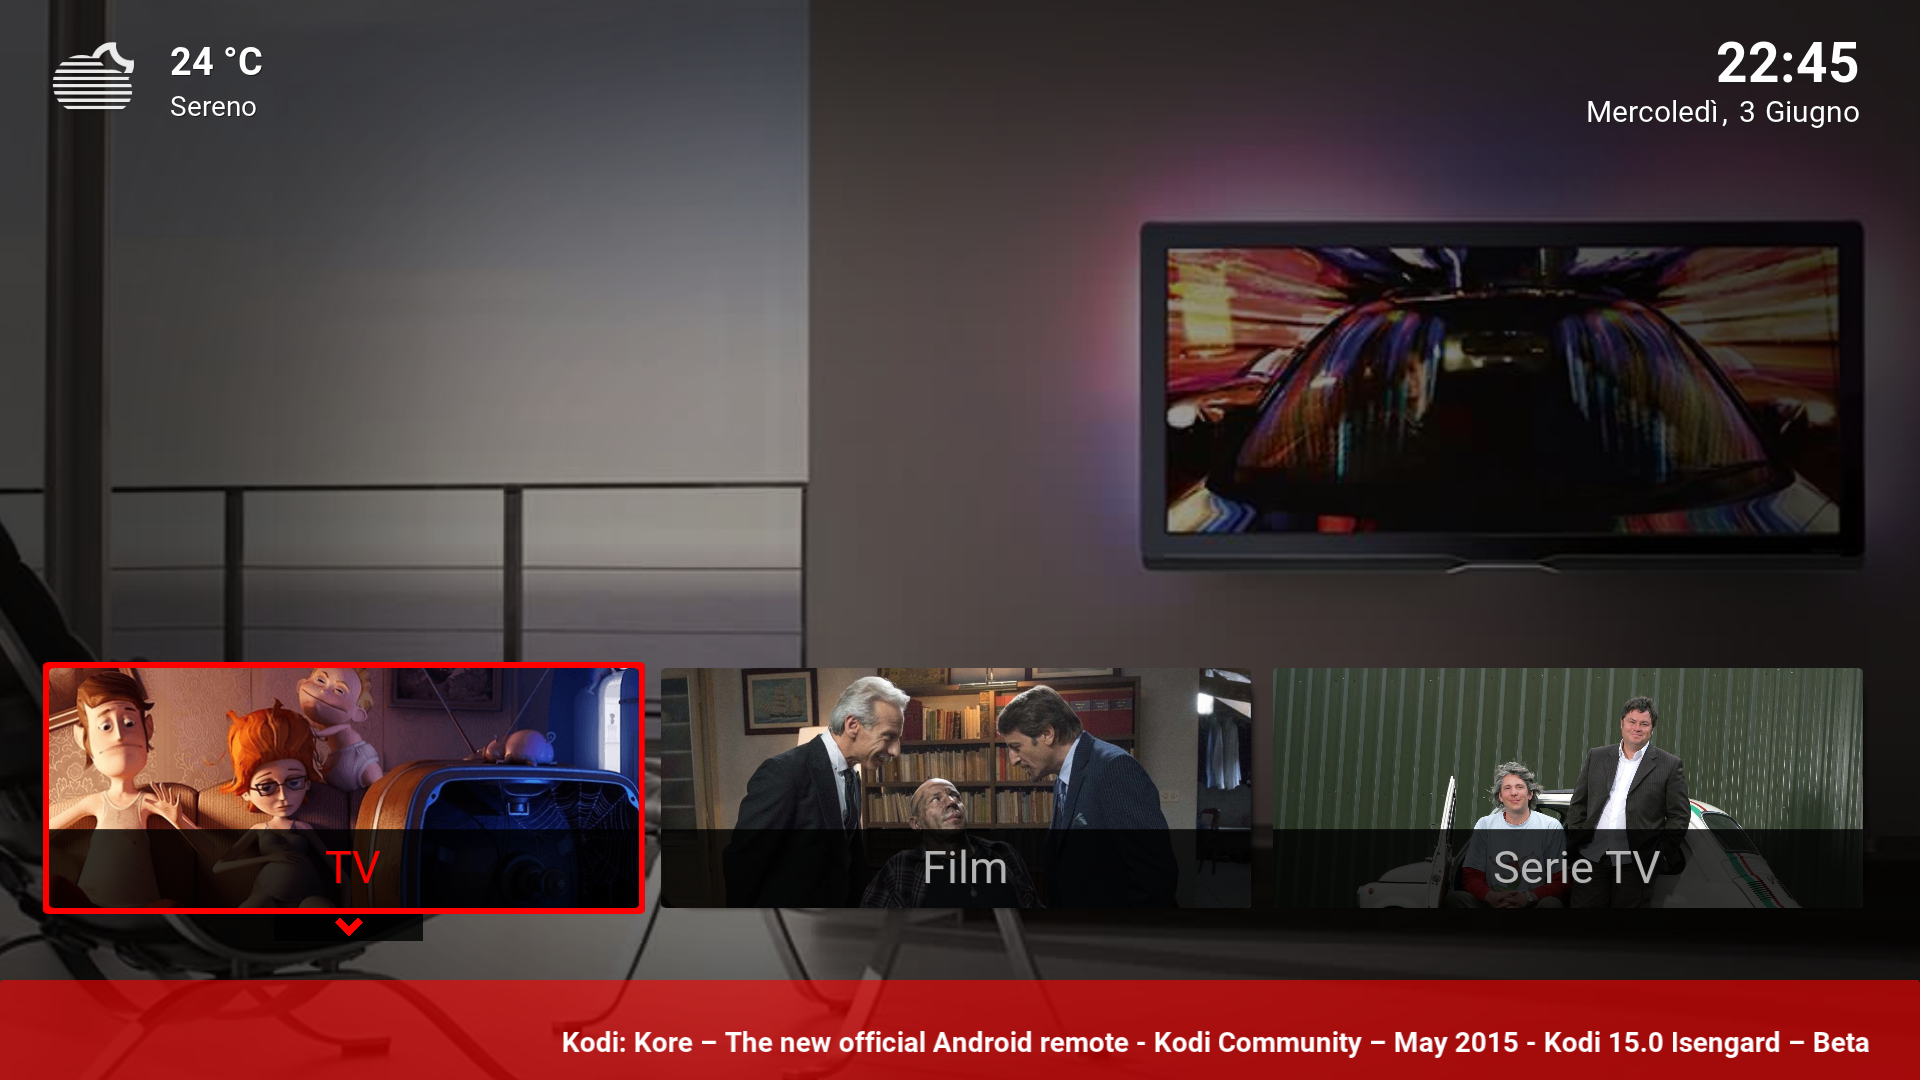 24 °C
Sereno
22:45
Mercoledì, 3 Giugno
TV
Film
Serie TV
Kodi: Kore – The new official Android remote - Kodi Community – May 2015 - Kodi 15.0 Isengard – Beta